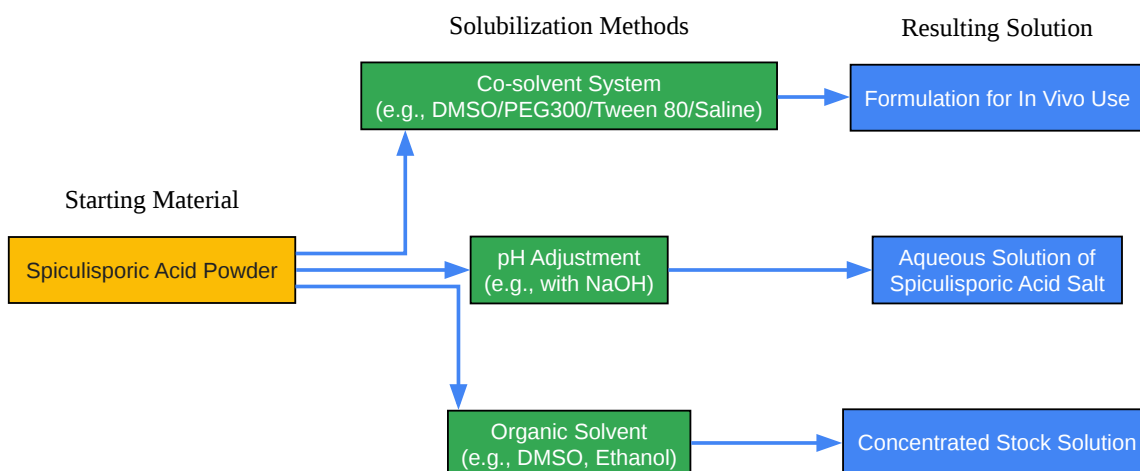 Solubilization Methods
Resulting Solution
Co-solvent System
(e.g., DMSO/PEG300/Tween 80/Saline)
Formulation for In Vivo Use
Starting Material
Spiculisporic Acid Powder
pH Adjustment
(e.g., with NaOH)
Aqueous Solution of
Spiculisporic Acid Salt
Organic Solvent
(e.g., DMSO, Ethanol)
Concentrated Stock Solution